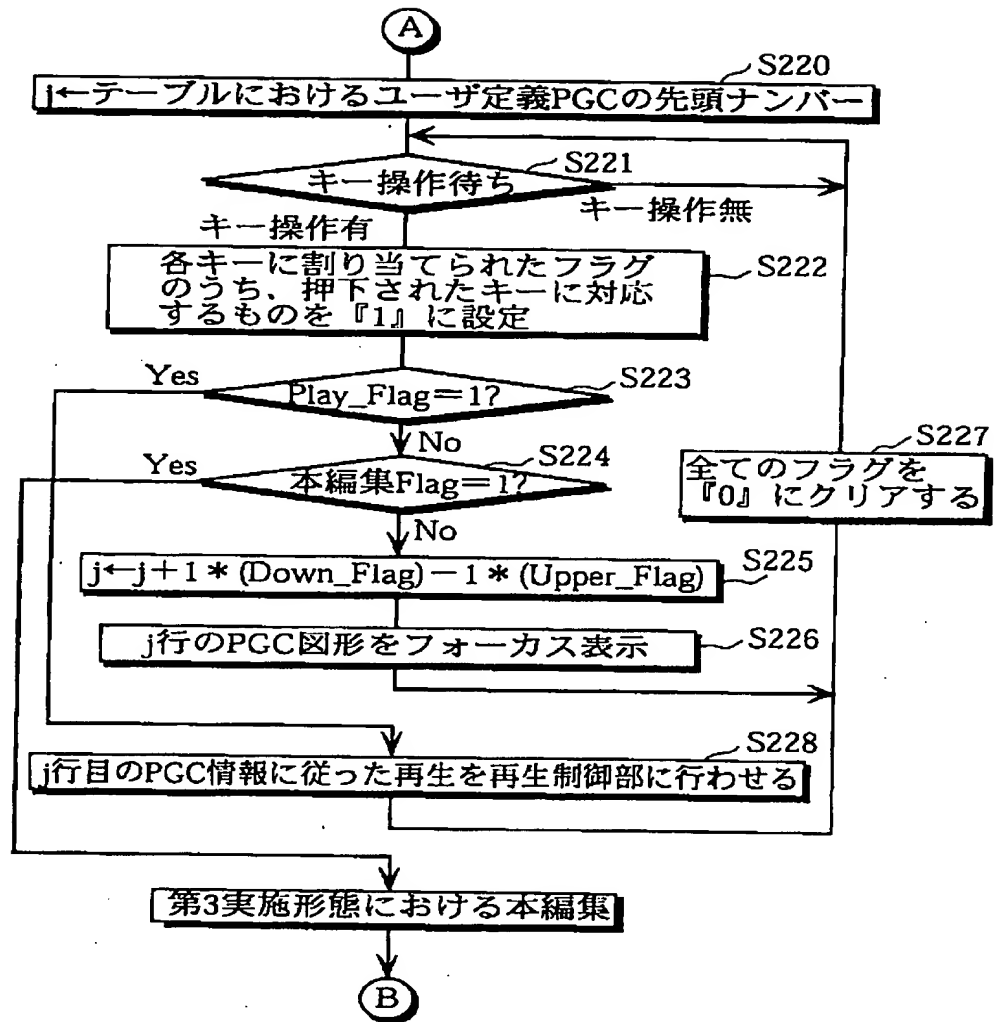 A
S220
j←テーブルにおけるユーザ定義PGCの先頭ナンバー
S221
キー操作待ち
キー操作無
キー操作有
各キーに割り当てられたフラグ
のうち、押下されたキーに対応
するものを『1』に設定
S222
Yes
Play_Flag=1?
S223
No
Yes
本編集Flag=1?
S224
No
S227
全てのフラグを
『0』にクリアする
j←j+1*(Down_Flag)-1*(Upper_Flag)
S225
j行のPGC図形をフォーカス表示
S226
S228
j行目のPGC情報に従った再生を再生制御部に行わせる
第3実施形態における本編集
B